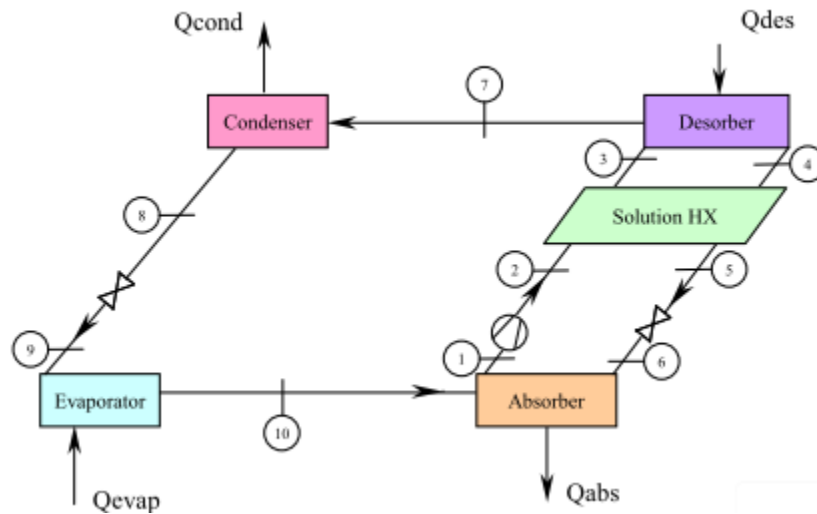 Qcond
Qdes
7
Condenser
Desorber
3
4
8
Solution HX
2
5
9
1
6
Evaporator
Absorber
10
Qevap
Qabs